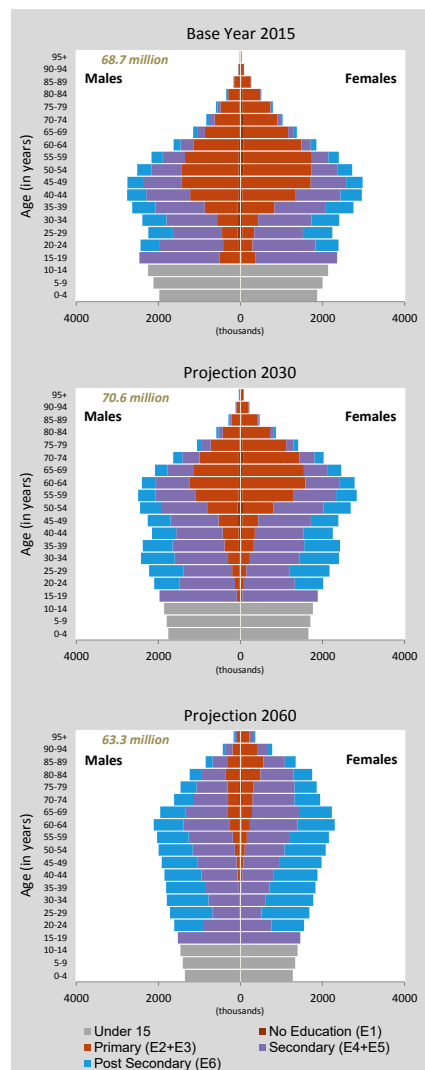 Base Year 2015
68.7 million
Males
Females
Age (in years)
95+
90-94
85-89
80-84
75-79
70-74
65-69
60-64
55-59
50-54
45-49
40-44
35-39
30-34
25-29
20-24
15-19
10-14
5-9
0-4
4000 2000 0 2000 4000
(thousands)
Projection 2030
70.6 million
Males
Females
Age (in years)
95+
90-94
85-89
80-84
75-79
70-74
65-69
60-64
55-59
50-54
45-49
40-44
35-39
30-34
25-29
20-24
15-19
10-14
5-9
0-4
4000 2000 0 2000 4000
(thousands)
Projection 2060
63.3 million
Males
Females
Age (in years)
95+
90-94
85-89
80-84
75-79
70-74
65-69
60-64
55-59
50-54
45-49
40-44
35-39
30-34
25-29
20-24
15-19
10-14
5-9
0-4
4000 2000 0 2000 4000
(thousands)
Under 15 No Education (E1)
Primary (E2+E3) Secondary (E4+E5)
Post Secondary (E6)